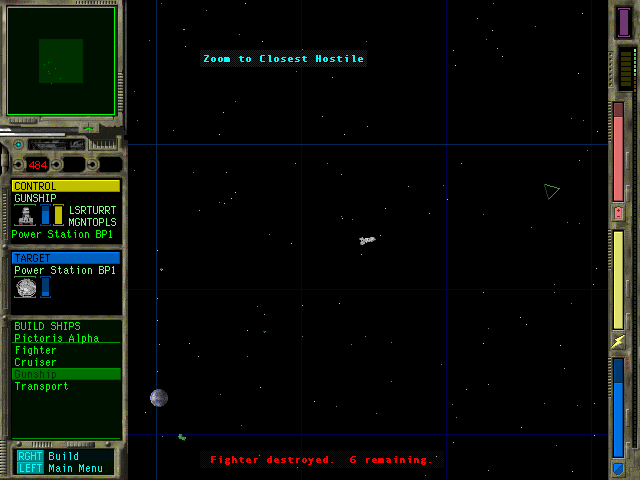 Zoom to Closest Hostile
484
CONTROL
GUNSHIP
LSRTURRT
MGNTOPLS
Power Station BP1
TARGET
Power Station BP1
BUILD SHIPS
Pictoris Alpha
Fighter
Cruiser
Gunship
Transport
RGHT Build
LEFT Main Menu
Fighter destroyed. 6 remaining.